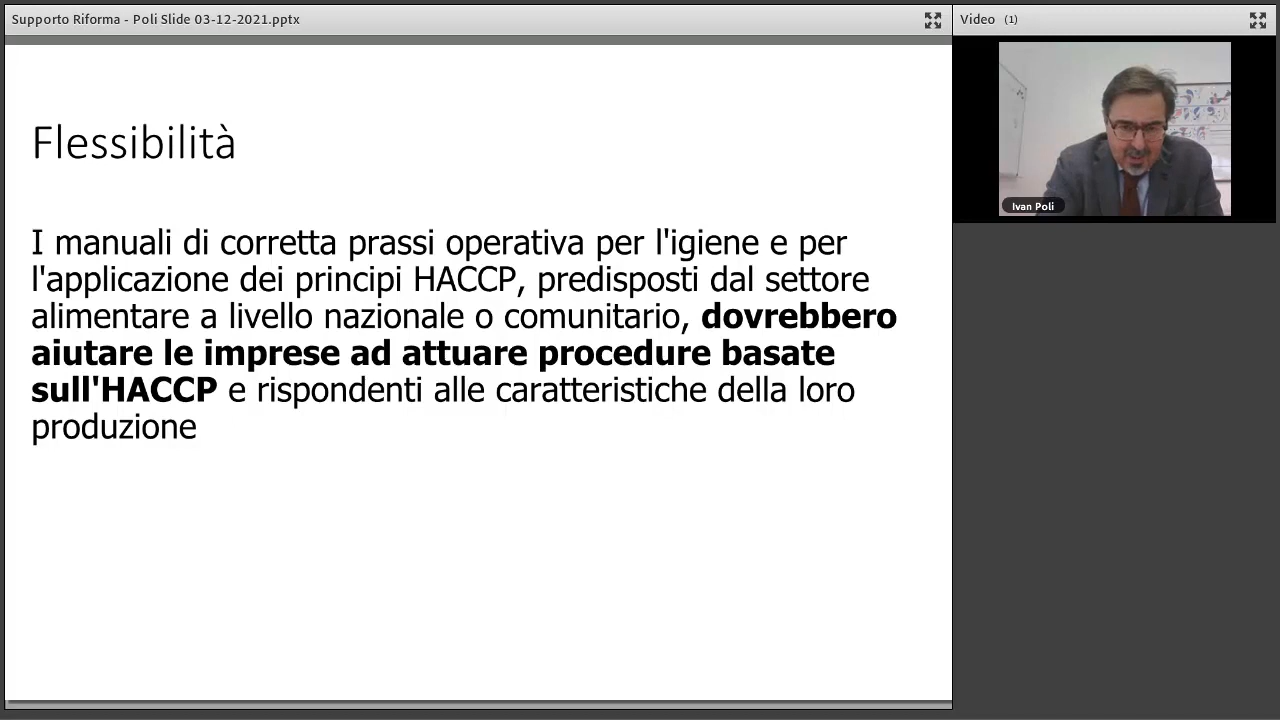 Supporto Riforma - Poli Slide 03-12-2021.pptx
Video (1)
Ivan Poli
Flessibilità
I manuali di corretta prassi operativa per l'igiene e per
l'applicazione dei principi HACCP, predisposti dal settore
alimentare a livello nazionale o comunitario, dovrebbero
aiutare le imprese ad attuare procedure basate
sull'HACCP e rispondenti alle caratteristiche della loro
produzione